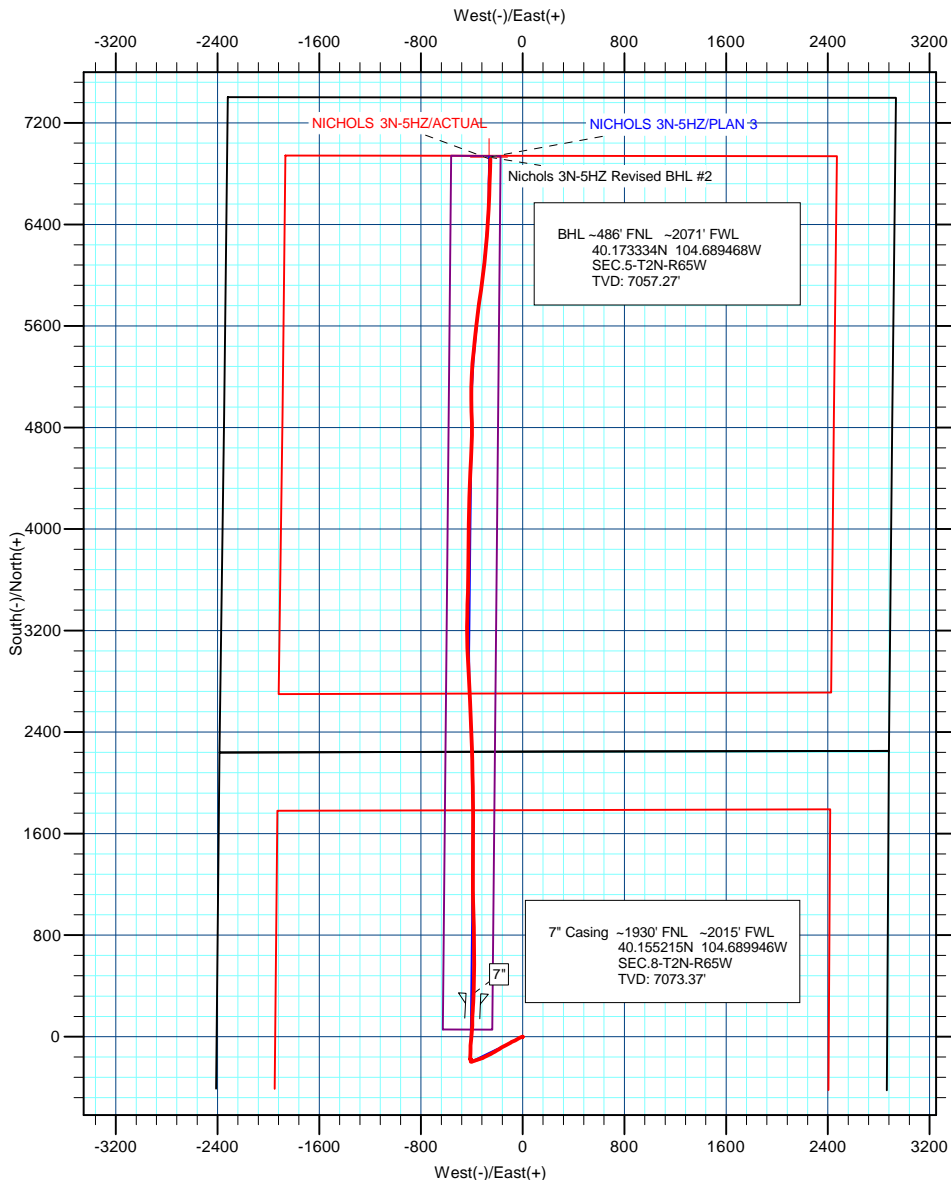 West(-)/East(+)
-3200 -2400 -1600 -800 0 800 1600 2400 3200
7200
NICHOLS 3N-5HZ/ACTUAL
NICHOLS 3N-5HZ/PLAN 3
Nichols 3N-5HZ Revised BHL #2
6400
BHL ~486' FNL ~2071' FWL
40.173334N 104.689468W
SEC.5-T2N-R65W
TVD: 7057.27'
5600
4800
4000
South(-)/North(+)
3200
2400
1600
800
7" Casing ~1930' FNL ~2015' FWL
40.155215N 104.689946W
SEC.8-T2N-R65W
TVD: 7073.37'
7"
0
-3200 -2400 -1600 -800 0 800 1600 2400 3200
West(-)/East(+)